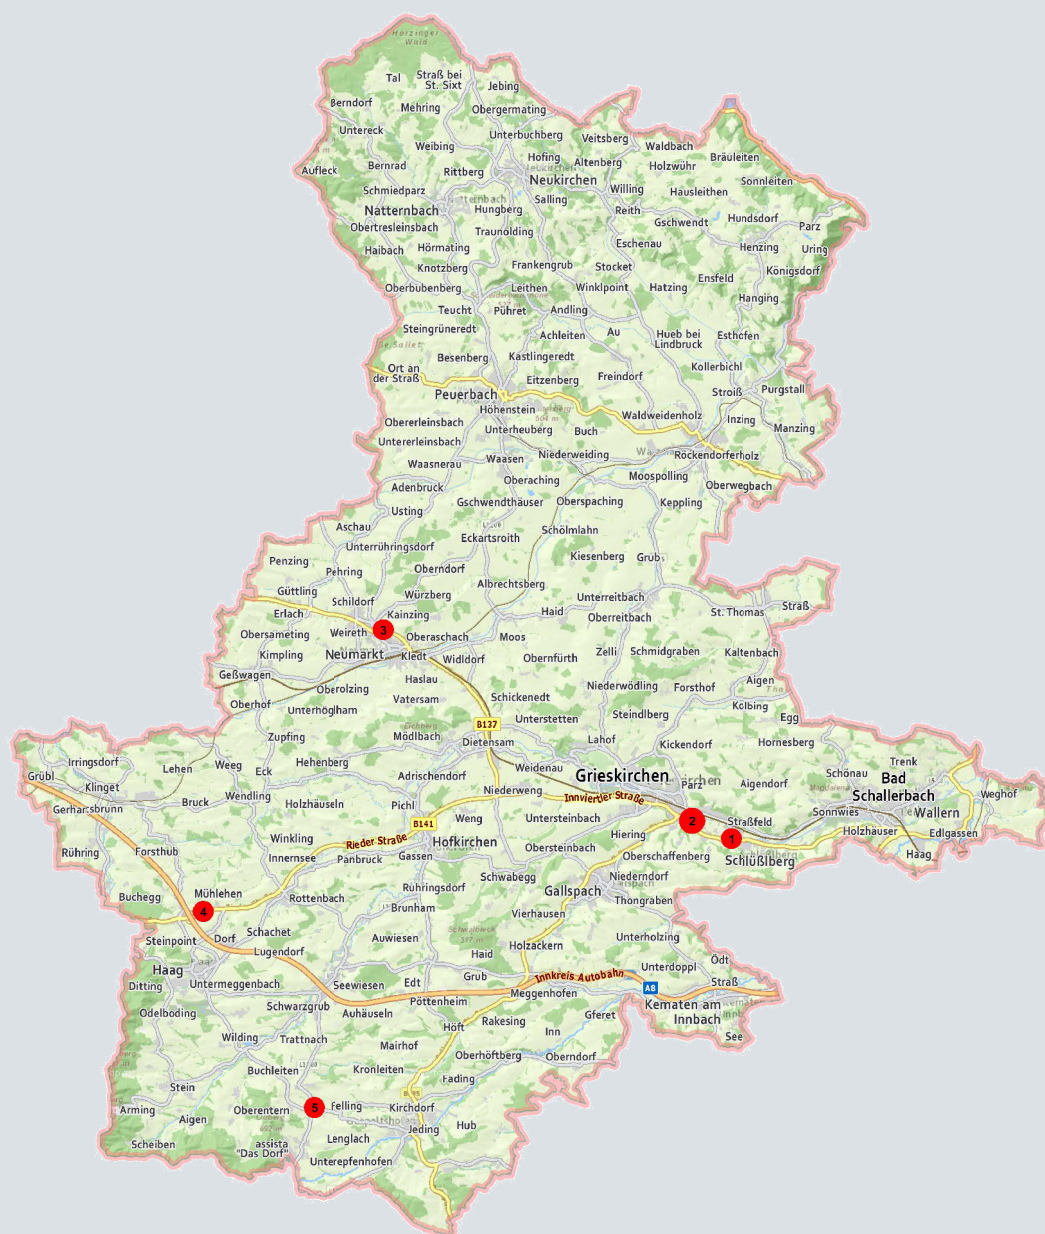 Harzinger
Wald
Tal
Straß bei
St. Sixt
Jebing
Berndorf
Mehring
Obergermating
Untereck
Unterbuchberg
Veitsberg
Weibing
Waldbach
Hofing
Altenberg
Holzwühr
Bräuleiten
Aufleck
Bernrad
Rittberg
Neukirchen
Sonnleiten
Schmiedparz
Willing
Hausleithen
Salling
Natternbach
Hungberg
Reith
Gschwendt
Hundsdorf
Parz
Obertresleinsbach
Traunolding
Haibach
Hörmating
Eschenau
Henzing
Uring
Knotzberg
Frankengrub
Stocket
Königsdorf
Ensfeld
Oberbubenberg
Leithen
Winklpoint
Hatzing
Hanging
Teucht
Pühret
Andling
Steingrüneredt
Achleiten
Au
Hueb bei
Lindbruck
Esthofen
Besenberg
Kastlingeredt
Ort an
der Straß
Kollerbichl
Eitzenberg
Freindorf
Peuerbach
Stroiß
Purgstall
Höhenstein
Waldweidenholz
Inzing
Obererleinsbach
Unterheuberg
Buch
Manzing
Untererleinsbach
Niederweiding
Röckendorferholz
Waasnerau
Waasen
Adenbruck
Oberaching
Moospolling
Oberwegbach
Gschwendthäuser
Oberspaching
Keppling
Usting
Aschau
Eckartsroith
Schölmlahn
Unterrühringsdorf
Kiesenberg
Grub
Penzing
Pehring
Oberndorf
Güttling
Albrechtsberg
Schildorf
Würzberg
Unterreitbach
Erlach
Kainzing
Haid
Oberreitbach
St. Thomas
Straß
3
Obersameting
Weireth
Oberaschach
Moos
Kimpling
Neumarkt
Kledt
Widldorf
Obernfürth
Zelli
Schmidgraben
Kaltenbach
Geßwagen
Haslau
Aigen
Oberolzing
Vatersam
Schickenedt
Niederwödling
Forsthof
Oberhof
Unterhöglham
Kolbing
B137
Unterstetten
Steindlberg
Egg
Zupfing
Mödlbach
Dietensam
Lahof
Kickendorf
Hornesberg
Irringsdorf
Lehen
Weeg
Hehenberg
Weidenau
Trenk
Grübl
Eck
Adrischendorf
Grieskirchen
Parz
Aigendorf
Schönau
Bad
Schallerbach
Klinget
Wendling
Niederweng
Innviertler Straße
Weghof
Gerhartsbrunn
Bruck
Holzhäuseln
Pichl
Untersteinbach
2
Straßfeld
Sonnwies
Wallern
B141
Weng
Hiering
1
Holzhäuser
Edlgassen
Rühring
Forsthub
Winkling
Rieder Straße
Hofkirchen
Obersteinbach
Innernsee
Panbruck
Gassen
Oberschaffenberg
Schlüßlberg
Haag
Schwabegg
Niederndorf
Buchegg
Mühlehen
Rottenbach
Rühringsdorf
Gallspach
Thongraben
4
Brunham
Vierhausen
Steinpoint
Dorf
Schachet
Auwiesen
Holzackern
Unterholzing
Lugendorf
Haid
Haag
Unterdoppl
Ödt
Ditting
Untermeggenbach
Seewiesen
Edt
Grub
Innkreis Autobahn
A8
Straß
Odelboding
Schwarzgrub
Auhäuseln
Pöttenheim
Meggenhofen
Kematen am
Innbach
Höft
Rakesing
Gferet
Wilding
Trattnach
Inn
See
Mairhof
Oberhöftberg
Oberndorf
Buchleiten
Kronleiten
Stein
Fading
Arming
Oberentern
5
Felling
Kirchdorf
Aigen
Jeding
Hub
Scheiben
assista
"Das Dorf"
Lenglach
Unterepfenhofen